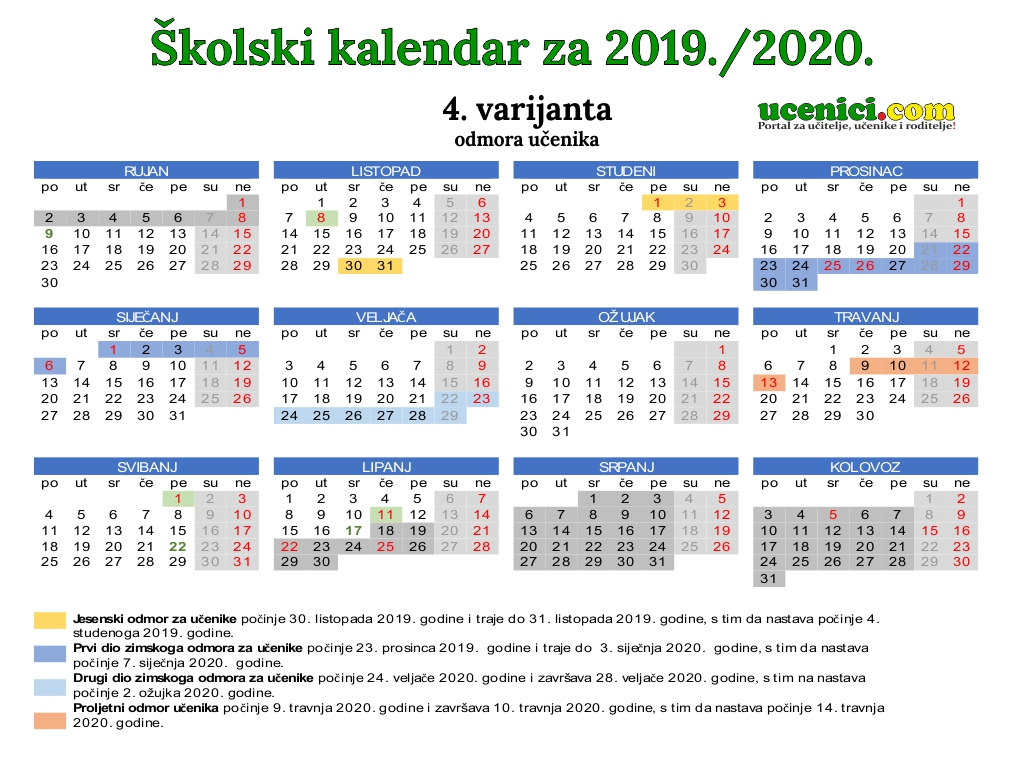 Školski kalendar za 2019./2020.
4. varijanta
odmora učenika
ucenici.com
Portal za učitelje, učenike i roditelje!
RUJAN
po ut sr če pe su ne
1
2 3 4 5 6 7 8
9 10 11 12 13 14 15
16 17 18 19 20 21 22
23 24 25 26 27 28 29
30
LISTOPAD
po ut sr če pe su ne
1 2 3 4 5 6
7 8 9 10 11 12 13
14 15 16 17 18 19 20
21 22 23 24 25 26 27
28 29 30 31
STUDENI
po ut sr če pe su ne
1 2 3
4 5 6 7 8 9 10
11 12 13 14 15 16 17
18 19 20 21 22 23 24
25 26 27 28 29 30
PROSINAC
po ut sr če pe su ne
1
2 3 4 5 6 7 8
9 10 11 12 13 14 15
16 17 18 19 20 21 22
23 24 25 26 27 28 29
30 31
SIJEČANJ
po ut sr če pe su ne
1 2 3 4 5
6 7 8 9 10 11 12
13 14 15 16 17 18 19
20 21 22 23 24 25 26
27 28 29 30 31
VELJAČA
po ut sr če pe su ne
1 2
3 4 5 6 7 8 9
10 11 12 13 14 15 16
17 18 19 20 21 22 23
24 25 26 27 28 29
OŽUJAK
po ut sr če pe su ne
1
2 3 4 5 6 7 8
9 10 11 12 13 14 15
16 17 18 19 20 21 22
23 24 25 26 27 28 29
30 31
TRAVANJ
po ut sr če pe su ne
1 2 3 4 5
6 7 8 9 10 11 12
13 14 15 16 17 18 19
20 21 22 23 24 25 26
27 28 29 30
SVIBANJ
po ut sr če pe su ne
1 2 3
4 5 6 7 8 9 10
11 12 13 14 15 16 17
18 19 20 21 22 23 24
25 26 27 28 29 30 31
LIPANJ
po ut sr če pe su ne
1 2 3 4 5 6 7
8 9 10 11 12 13 14
15 16 17 18 19 20 21
22 23 24 25 26 27 28
29 30
SRPANJ
po ut sr če pe su ne
1 2 3 4 5
6 7 8 9 10 11 12
13 14 15 16 17 18 19
20 21 22 23 24 25 26
27 28 29 30 31
KOLOVOZ
po ut sr če pe su ne
1 2
3 4 5 6 7 8 9
10 11 12 13 14 15 16
17 18 19 20 21 22 23
24 25 26 27 28 29 30
31
Jesenski odmor za učenike počinje 30. listopada 2019. godine i traje do 31. listopada 2019. godine, s tim da nastava počinje 4.
studenoga 2019. godine.
Prvi dio zimskoga odmora za učenike počinje 23. prosinca 2019. godine i traje do 3. siječnja 2020. godine, s tim da nastava
počinje 7. siječnja 2020. godine.
Drugi dio zimskoga odmora za učenike počinje 24. veljače 2020. godine i završava 28. veljače 2020. godine, s tim na nastava
počinje 2. ožujka 2020. godine.
Proljetni odmor učenika počinje 9. travnja 2020. godine i završava 10. travnja 2020. godine, s tim da nastava počinje 14. travnja
2020. godine.